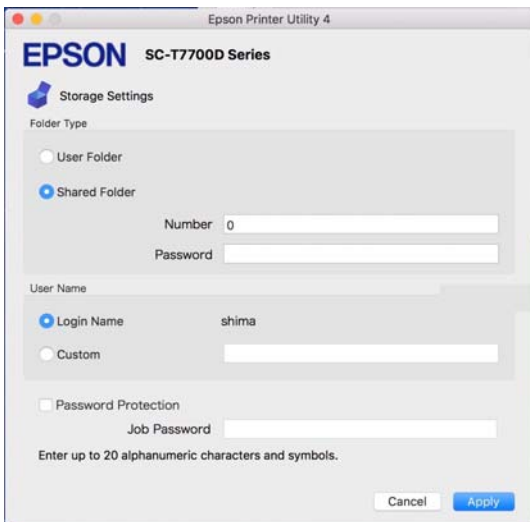 Epson Printer Utility 4
EPSON SC-T7700D Series
Storage Settings
Folder Type
User Folder
Shared Folder
Number 0
Password
User Name
Login Name shima
Custom
Password Protection
Job Password
Enter up to 20 alphanumeric characters and symbols.
Cancel Apply